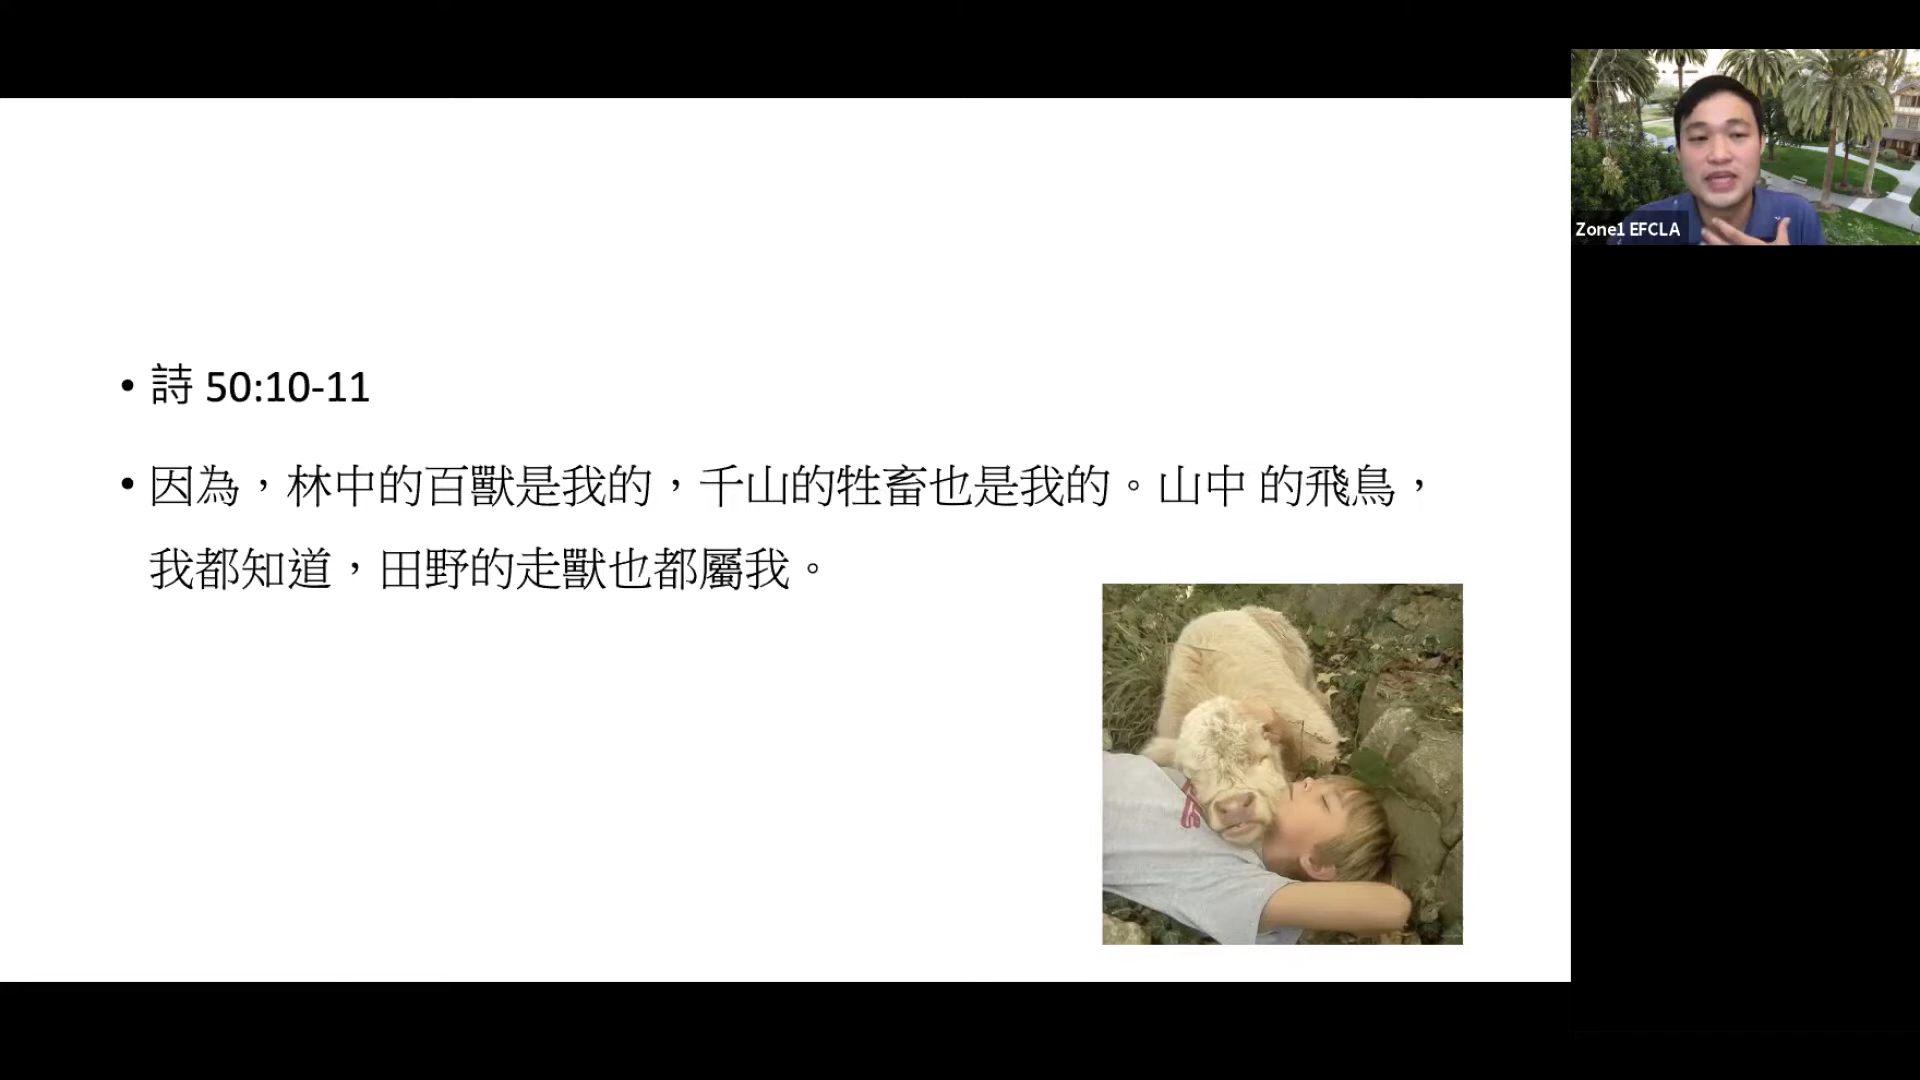 Zone1 EFCLA
• 詩 50:10-11
• 因為，林中的百獸是我的，千山的牲畜也是我的。山中 的飛鳥，
我都知道，田野的走獸也都屬我。